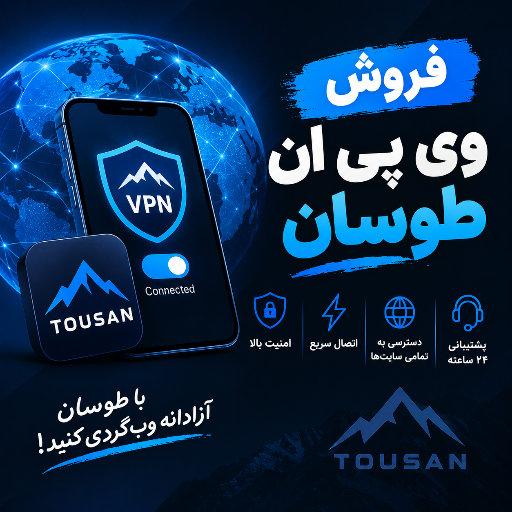 فروش
وی پی ان
طوسان
VPN
Connected
TOUSAN
امنیت بالا
اتصال سریع
دسترسی به
تمامی سایت‌ها
پشتیبانی
۲۴ ساعته
با طوسان
آزادانه وب‌گردی کنید!
TOUSAN